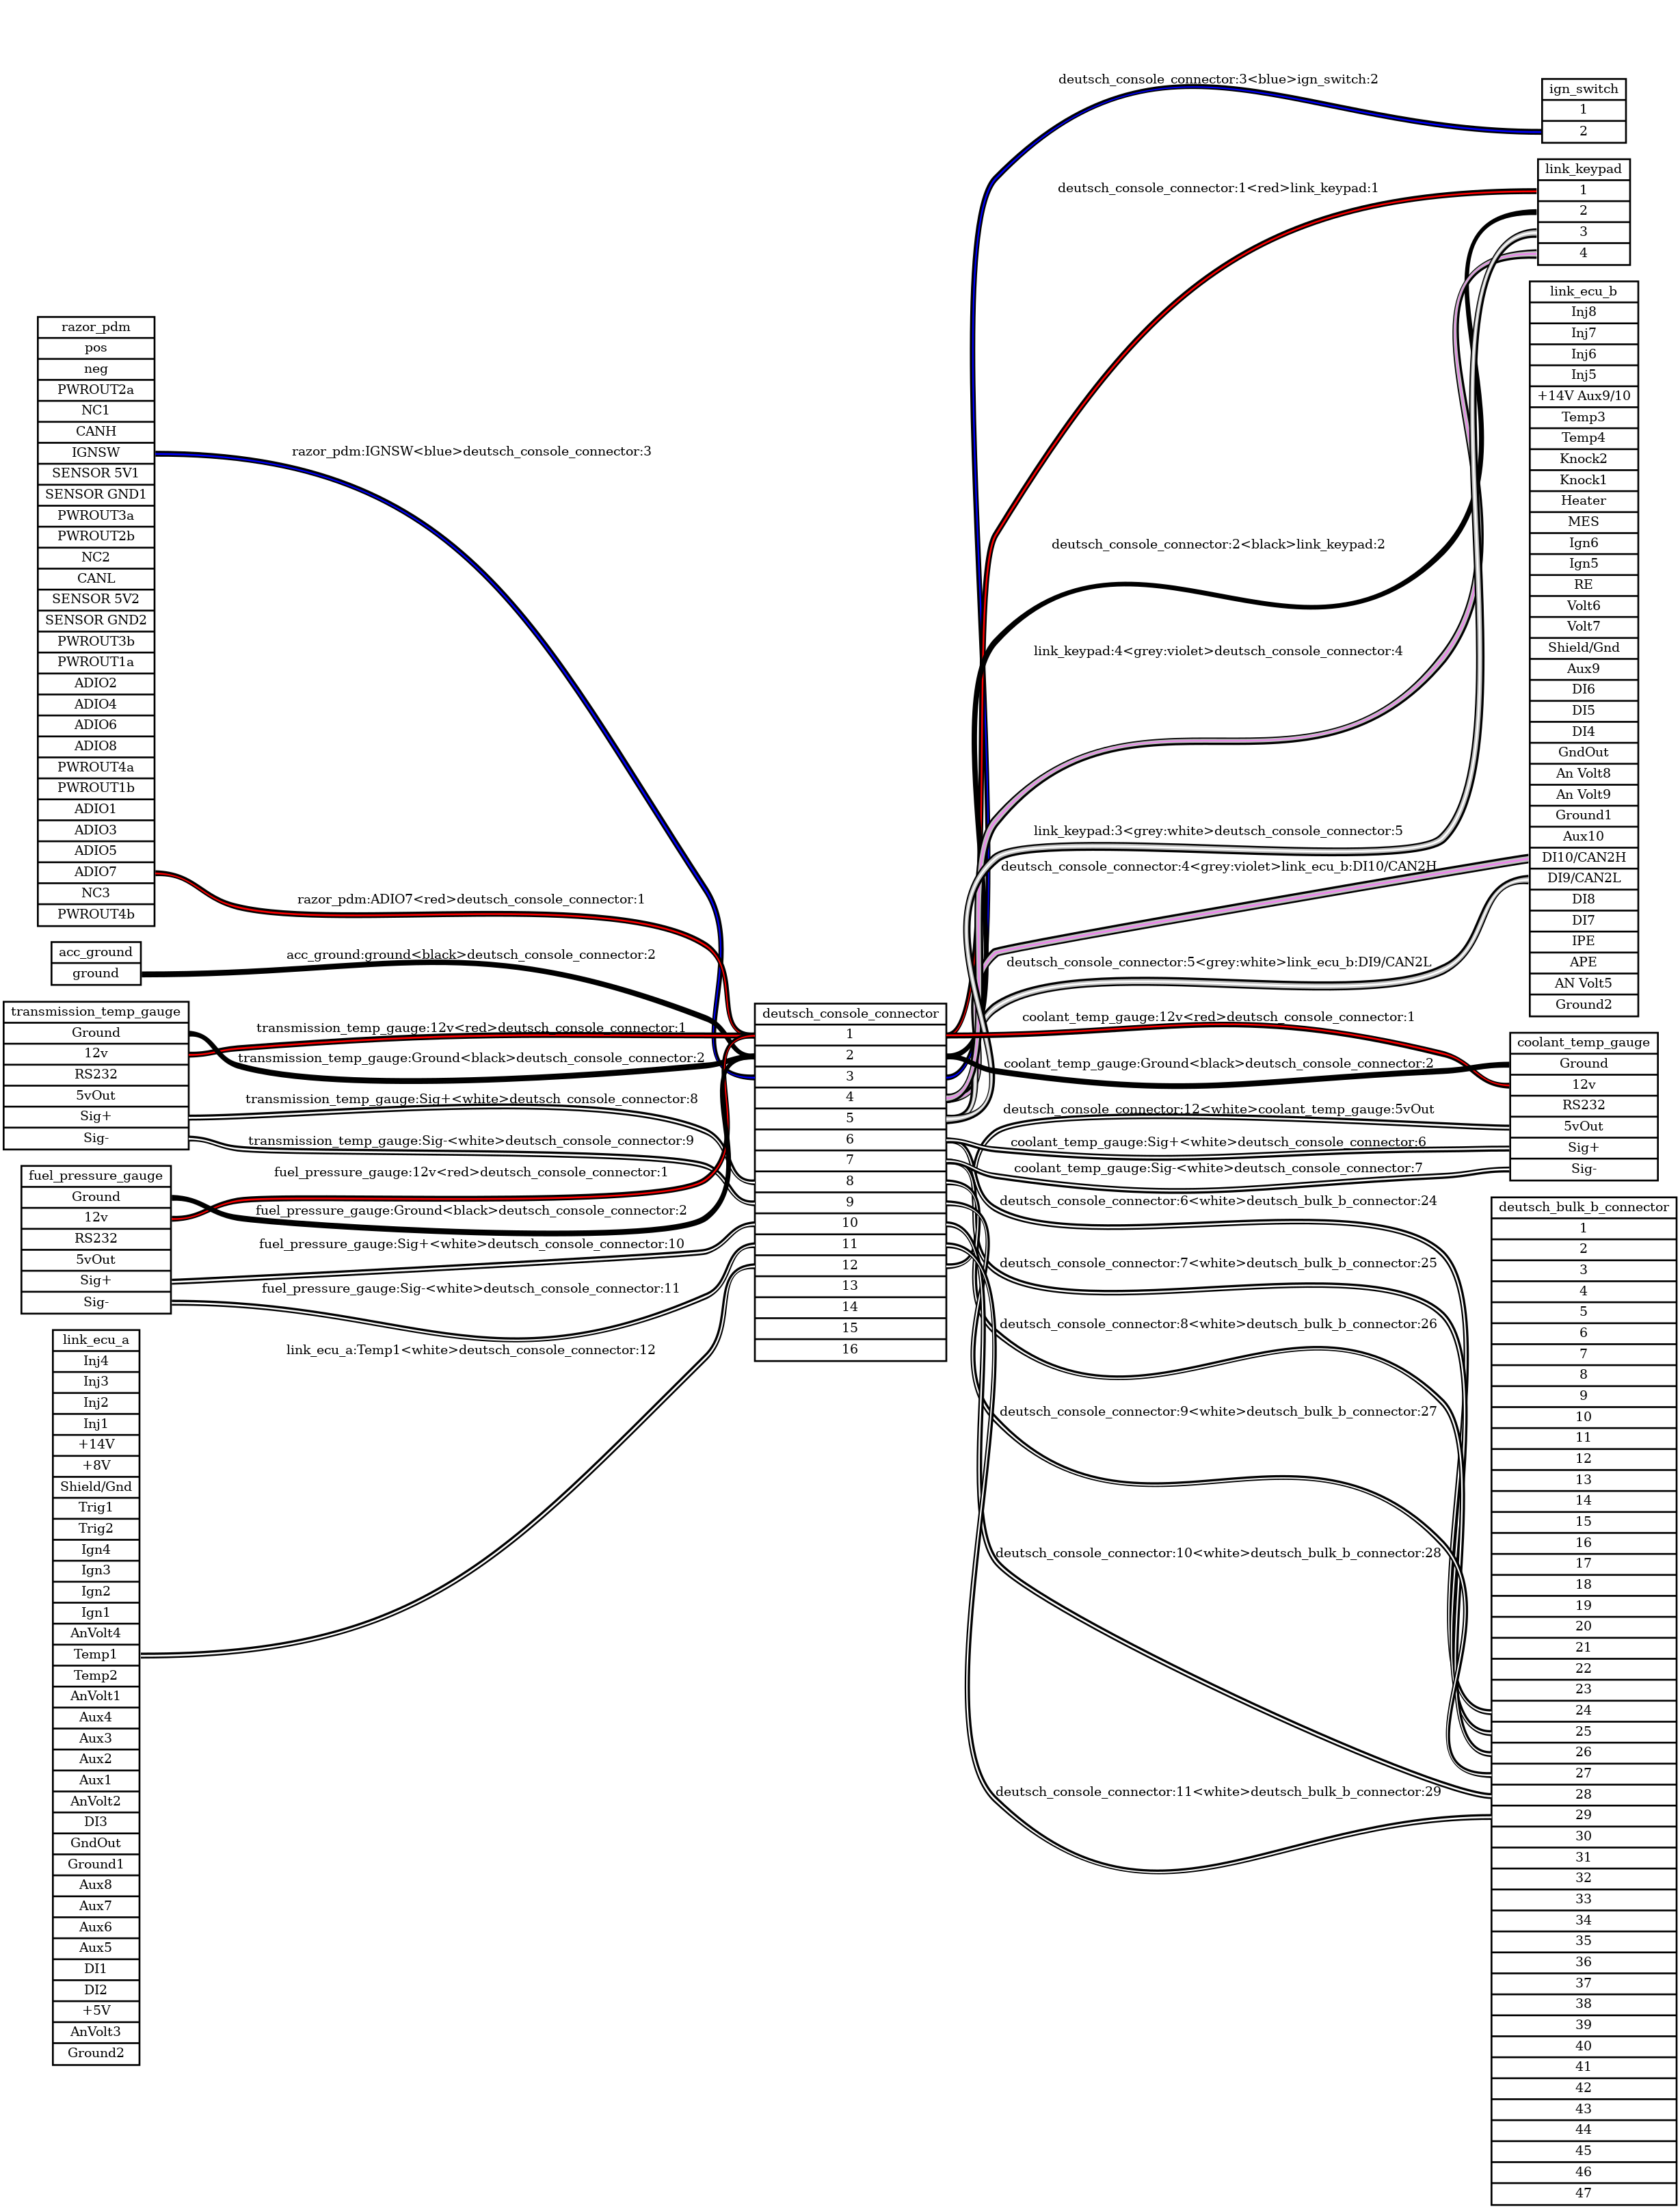 razor_pdm
pos
neg
PWROUT2a
NC1
CANH
IGNSW
SENSOR 5V1
SENSOR GND1
PWROUT3a
PWROUT2b
NC2
CANL
SENSOR 5V2
SENSOR GND2
PWROUT3b
PWROUT1a
ADIO2
ADIO4
ADIO6
ADIO8
PWROUT4a
PWROUT1b
ADIO1
ADIO3
ADIO5
ADIO7
NC3
PWROUT4b
acc_ground
ground
transmission_temp_gauge
Ground
12v
RS232
5vOut
Sig+
Sig-
fuel_pressure_gauge
Ground
12v
RS232
5vOut
Sig+
Sig-
link_ecu_a
Inj4
Inj3
Inj2
Inj1
+14V
+8V
Shield/Gnd
Trig1
Trig2
Ign4
Ign3
Ign2
Ign1
AnVolt4
Temp1
Temp2
AnVolt1
Aux4
Aux3
Aux2
Aux1
AnVolt2
DI3
GndOut
Ground1
Aux8
Aux7
Aux6
Aux5
DI1
DI2
+5V
AnVolt3
Ground2
razor_pdm:IGNSW<blue>deutsch_console_connector:3
razor_pdm:ADIO7<red>deutsch_console_connector:1
acc_ground:ground<black>deutsch_console_connector:2
transmission_temp_gauge:12v<red>deutsch_console_connector:1
transmission_temp_gauge:Ground<black>deutsch_console_connector:2
transmission_temp_gauge:Sig+<white>deutsch_console_connector:8
transmission_temp_gauge:Sig-<white>deutsch_console_connector:9
fuel_pressure_gauge:12v<red>deutsch_console_connector:1
fuel_pressure_gauge:Ground<black>deutsch_console_connector:2
fuel_pressure_gauge:Sig+<white>deutsch_console_connector:10
fuel_pressure_gauge:Sig-<white>deutsch_console_connector:11
link_ecu_a:Temp1<white>deutsch_console_connector:12
deutsch_console_connector
1
2
3
4
5
6
7
8
9
10
11
12
13
14
15
16
deutsch_console_connector:3<blue>ign_switch:2
deutsch_console_connector:1<red>link_keypad:1
deutsch_console_connector:2<black>link_keypad:2
link_keypad:4<grey:violet>deutsch_console_connector:4
link_keypad:3<grey:white>deutsch_console_connector:5
deutsch_console_connector:4<grey:violet>link_ecu_b:DI10/CAN2H
deutsch_console_connector:5<grey:white>link_ecu_b:DI9/CAN2L
coolant_temp_gauge:12v<red>deutsch_console_connector:1
coolant_temp_gauge:Ground<black>deutsch_console_connector:2
deutsch_console_connector:12<white>coolant_temp_gauge:5vOut
coolant_temp_gauge:Sig+<white>deutsch_console_connector:6
coolant_temp_gauge:Sig-<white>deutsch_console_connector:7
deutsch_console_connector:6<white>deutsch_bulk_b_connector:24
deutsch_console_connector:7<white>deutsch_bulk_b_connector:25
deutsch_console_connector:8<white>deutsch_bulk_b_connector:26
deutsch_console_connector:9<white>deutsch_bulk_b_connector:27
deutsch_console_connector:10<white>deutsch_bulk_b_connector:28
deutsch_console_connector:11<white>deutsch_bulk_b_connector:29
ign_switch
1
2
link_keypad
1
2
3
4
link_ecu_b
Inj8
Inj7
Inj6
Inj5
+14V Aux9/10
Temp3
Temp4
Knock2
Knock1
Heater
MES
Ign6
Ign5
RE
Volt6
Volt7
Shield/Gnd
Aux9
DI6
DI5
DI4
GndOut
An Volt8
An Volt9
Ground1
Aux10
DI10/CAN2H
DI9/CAN2L
DI8
DI7
IPE
APE
AN Volt5
Ground2
coolant_temp_gauge
Ground
12v
RS232
5vOut
Sig+
Sig-
deutsch_bulk_b_connector
1
2
3
4
5
6
7
8
9
10
11
12
13
14
15
16
17
18
19
20
21
22
23
24
25
26
27
28
29
30
31
32
33
34
35
36
37
38
39
40
41
42
43
44
45
46
47